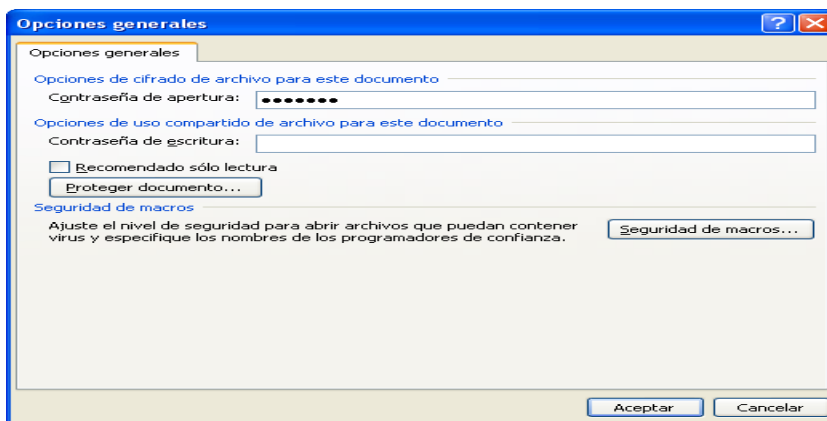 Opciones generales
Opciones generales
Opciones de cifrado de archivo para este documento
Contraseña de apertura: ●●●●●●●
Opciones de uso compartido de archivo para este documento
Contraseña de escritura:
Recomendado sólo lectura
Proteger documento...
Seguridad de macros
Ajuste el nivel de seguridad para abrir archivos que puedan contener
virus y especifique los nombres de los programadores de confianza.
Seguridad de macros...
Aceptar
Cancelar